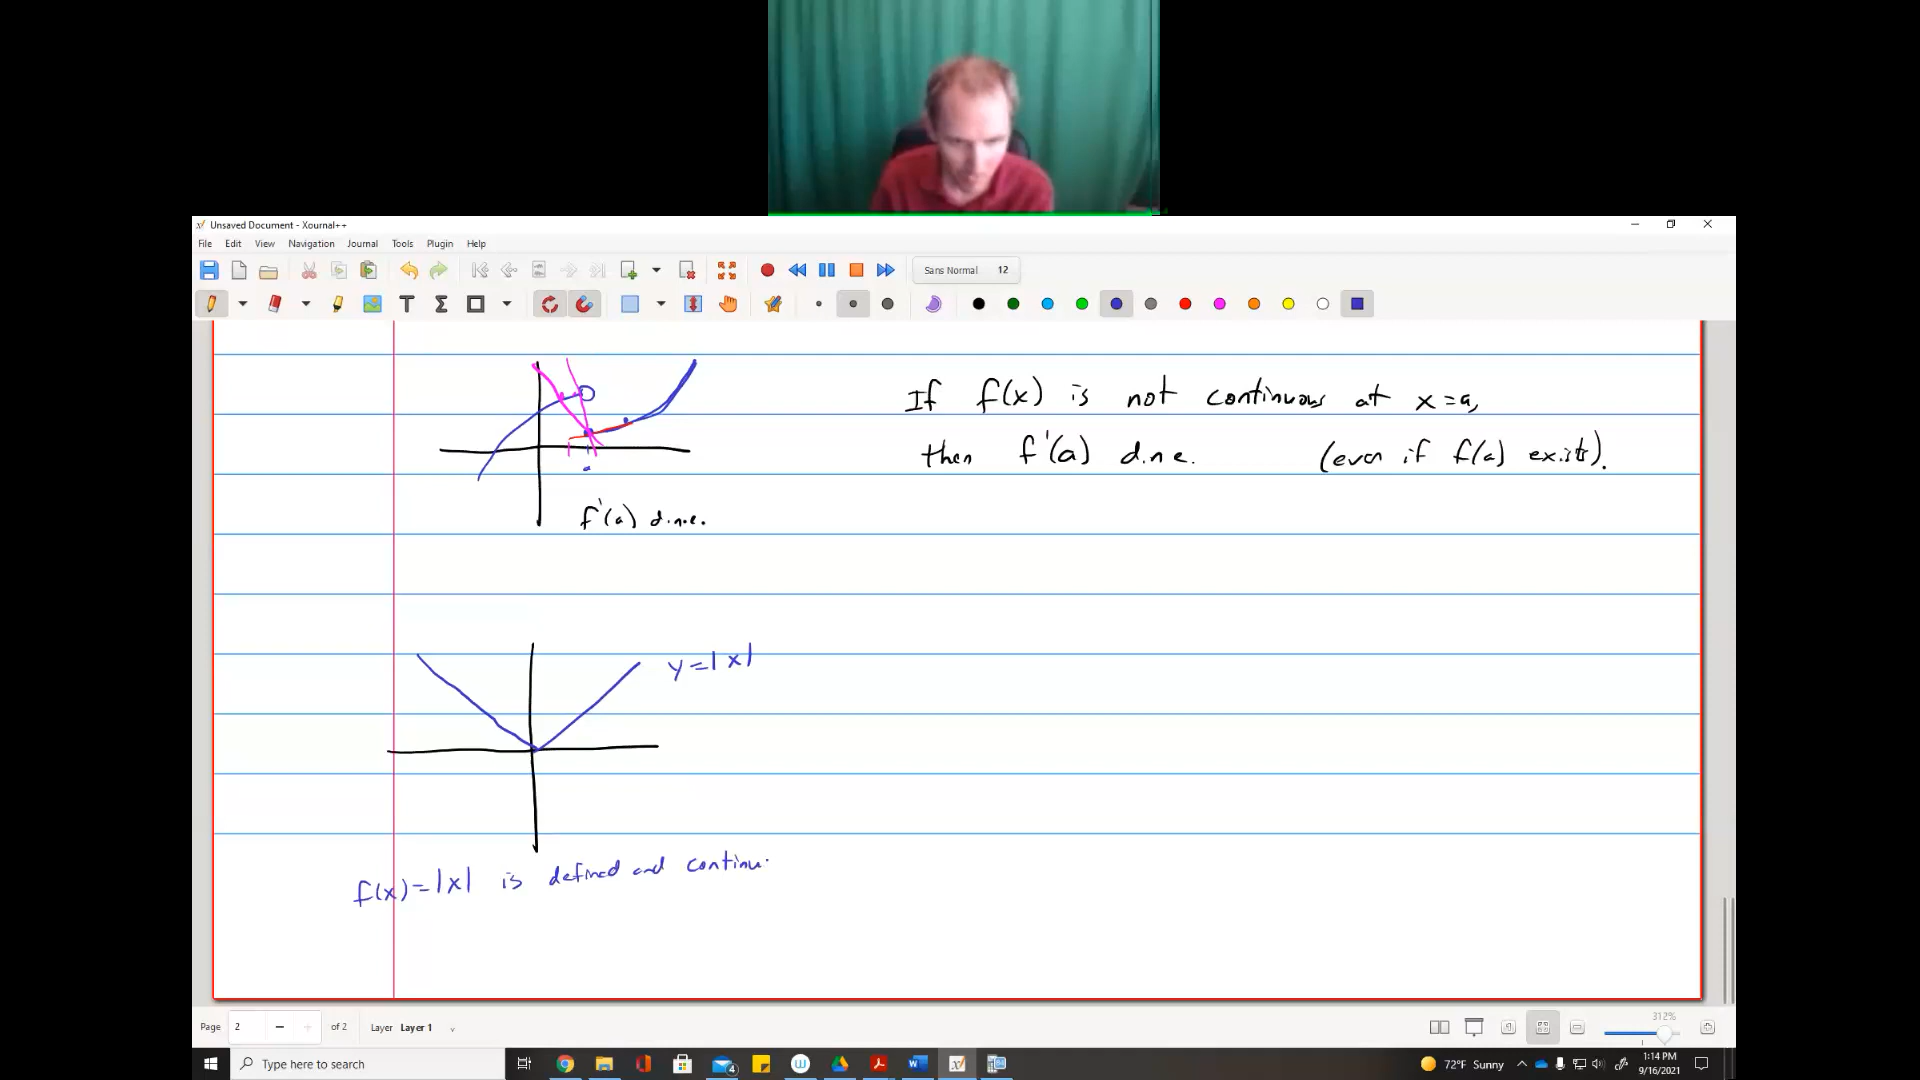 Unsaved Document - Xournal++
File Edit View Navigation Journal Tools Plugin Help
Sans Normal 12
If f(x) is not continuous at x=a,
then f'(a) d.n.e. (even if f(a) exists).
a
f'(a) d.n.e.
y=|x|
f(x)=|x| is defined and continu
Page 2 of 2 Layer Layer 1
312%
Type here to search
4
72°F Sunny
1:14 PM
9/16/2021